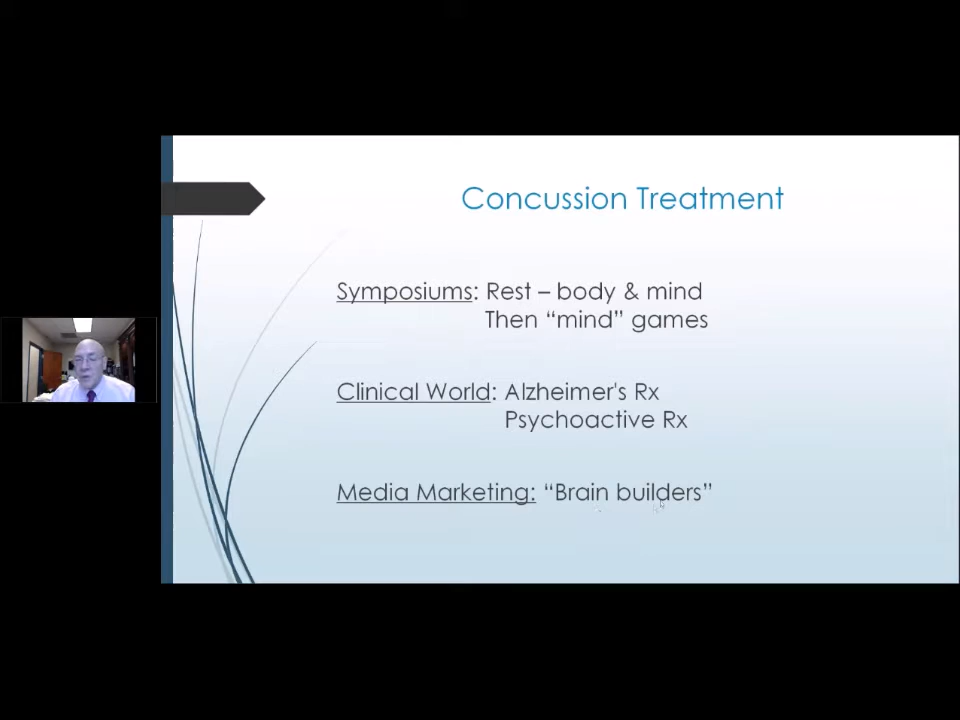 Concussion Treatment
Symposiums: Rest – body & mind
Then “mind” games
Clinical World: Alzheimer's Rx
Psychoactive Rx
Media Marketing: “Brain builders”